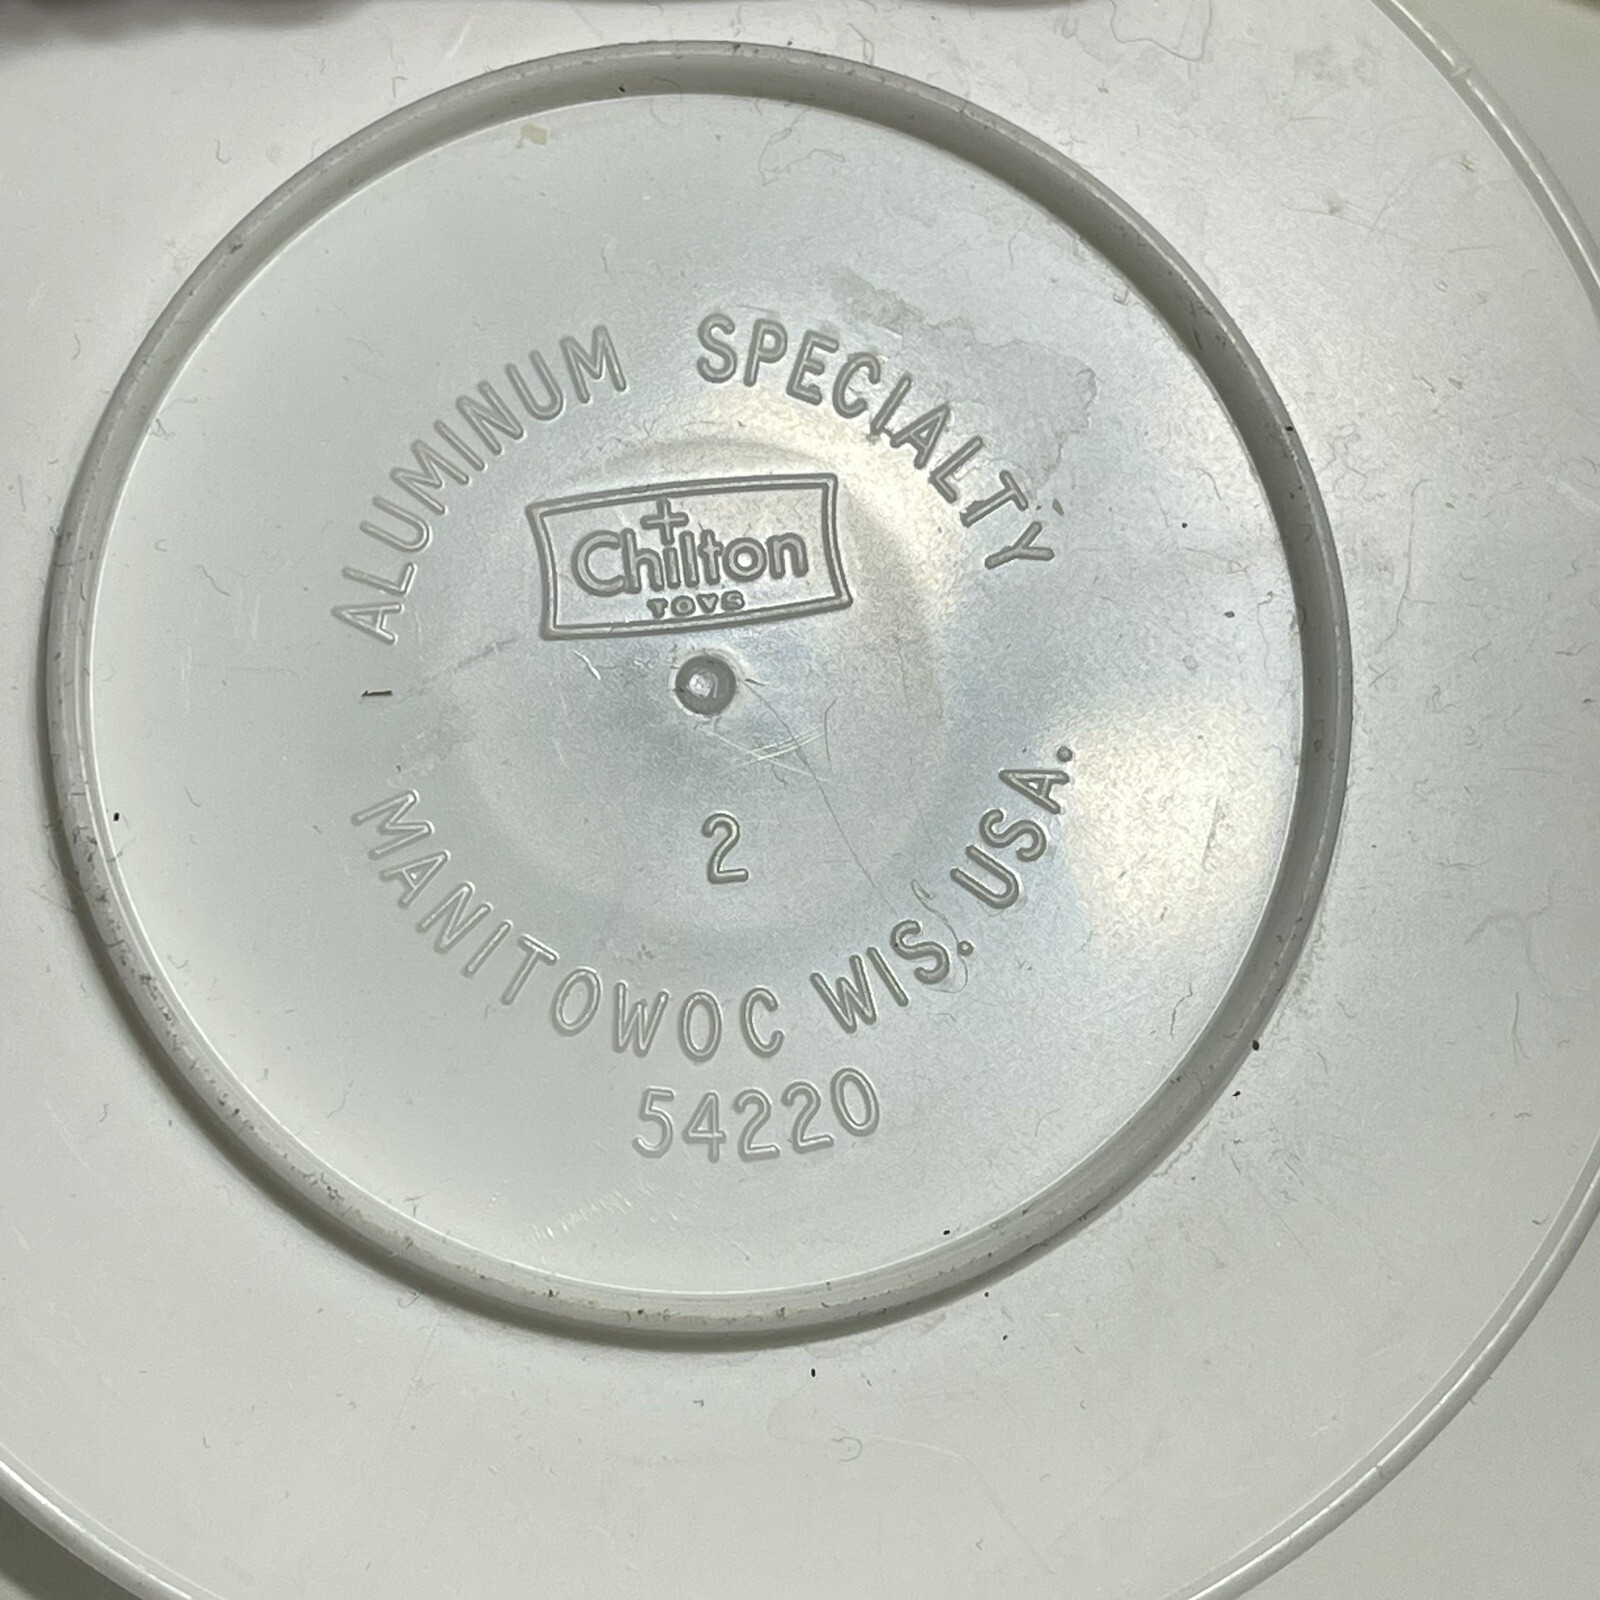 ALUMINUM SPECIALTY
Chilton
TOYS
2
MANITOWOC WIS. USA.
54220